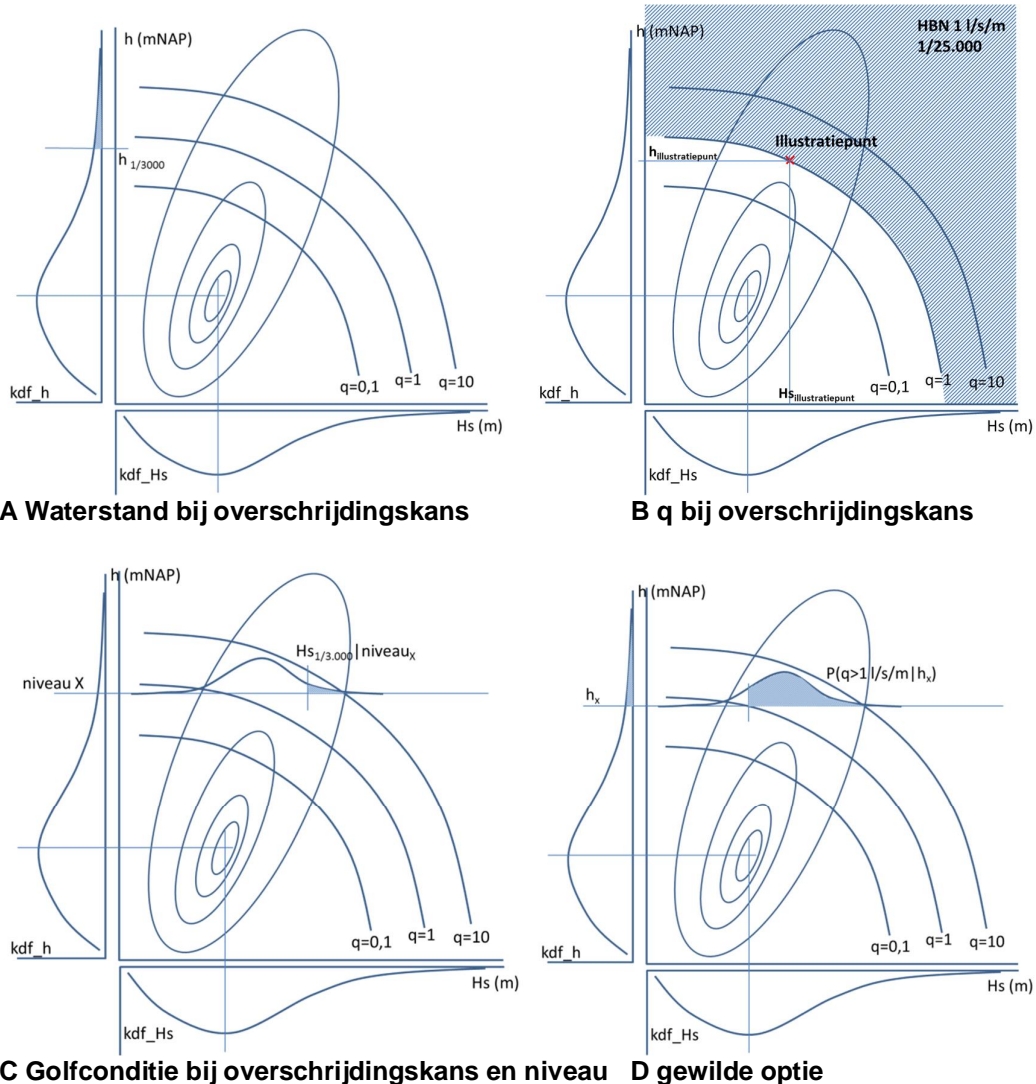 h (mNAP)
h 1/3000
kdf_h
q=0,1
q=1
q=10
Hs (m)
kdf_Hs
A Waterstand bij overschrijdingskans
HBN 1 l/s/m
1/25.000
h (mNAP)
Illustratiepunt
hillustratiepunt
kdf_h
q=0,1
q=1
q=10
Hsillustratiepunt
Hs (m)
kdf_Hs
B q bij overschrijdingskans
h (mNAP)
Hs1/3.000|niveauX
niveau X
kdf_h
q=0,1
q=1
q=10
Hs (m)
kdf_Hs
C Golfconditie bij overschrijdingskans en niveau
h (mNAP)
P(q>1 l/s/m|hx)
hx
kdf_h
q=0,1
q=1
q=10
Hs (m)
kdf_Hs
D gewilde optie